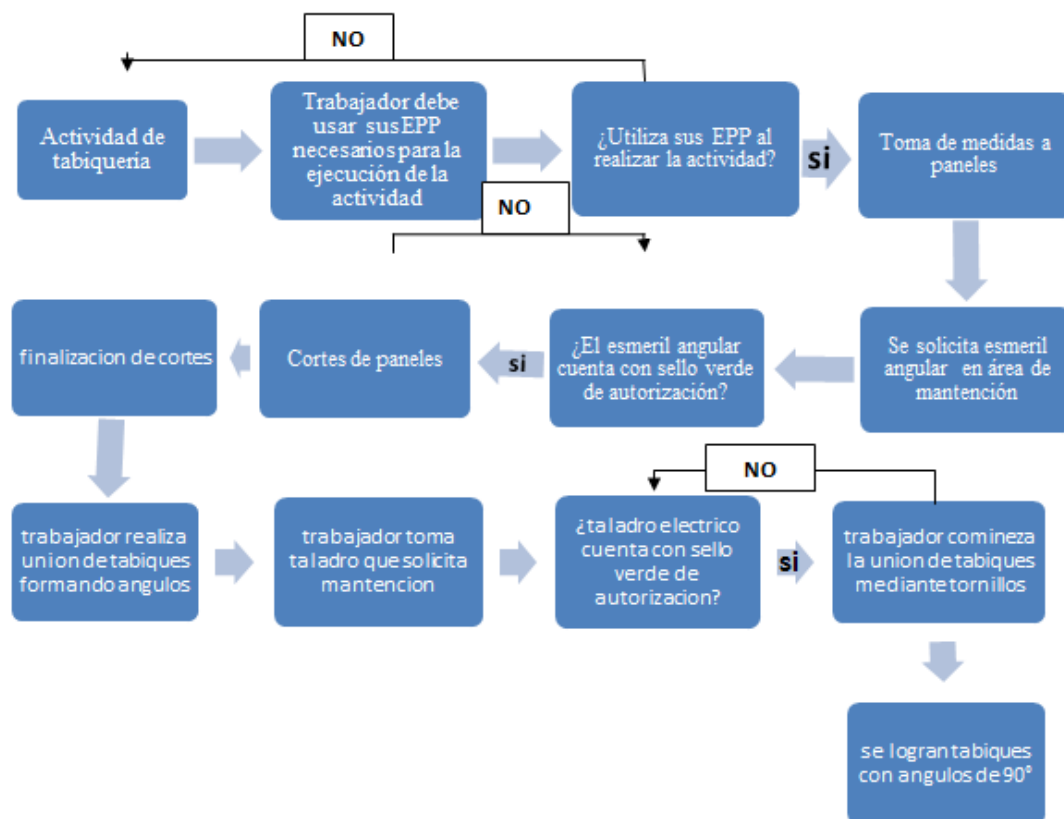 NO
Actividad de
tabiquería
Trabajador debe
usar sus EPP
necesarios para la
ejecución de la
actividad
¿Utiliza sus EPP al
realizar la actividad?
si
Toma de medidas a
paneles
NO
finalizacion de cortes
Cortes de paneles
si
¿El esmeril angular
cuenta con sello verde
de autorización?
Se solicita esmeril
angular en área de
mantención
NO
trabajador realiza
union de tabiques
formando angulos
trabajador toma
taladro que solicita
mantencion
¿taladro electrico
cuenta con sello
verde de
autorizacion?
si
trabajador comineza
la union de tabiques
mediante tornillos
se logran tabiques
con angulos de 90°